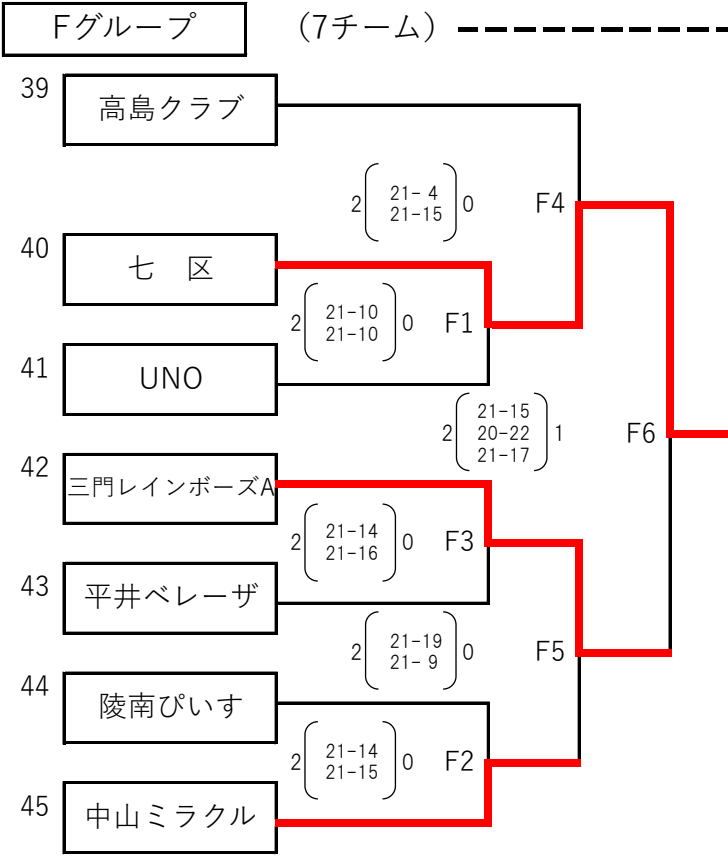 Fグループ
(7チーム)
39
高島クラブ
2 21- 4 0
21-15
F4
40
七 区
2 21-10 0
21-10
F1
41
UNO
2 21-15 1
20-22
21-17
F6
42
三門レインボーズA
2 21-14 0
21-16
F3
43
平井ベレーザ
2 21-19 0
21- 9
F5
44
陵南ぴいす
2 21-14 0
21-15
F2
45
中山ミラクル